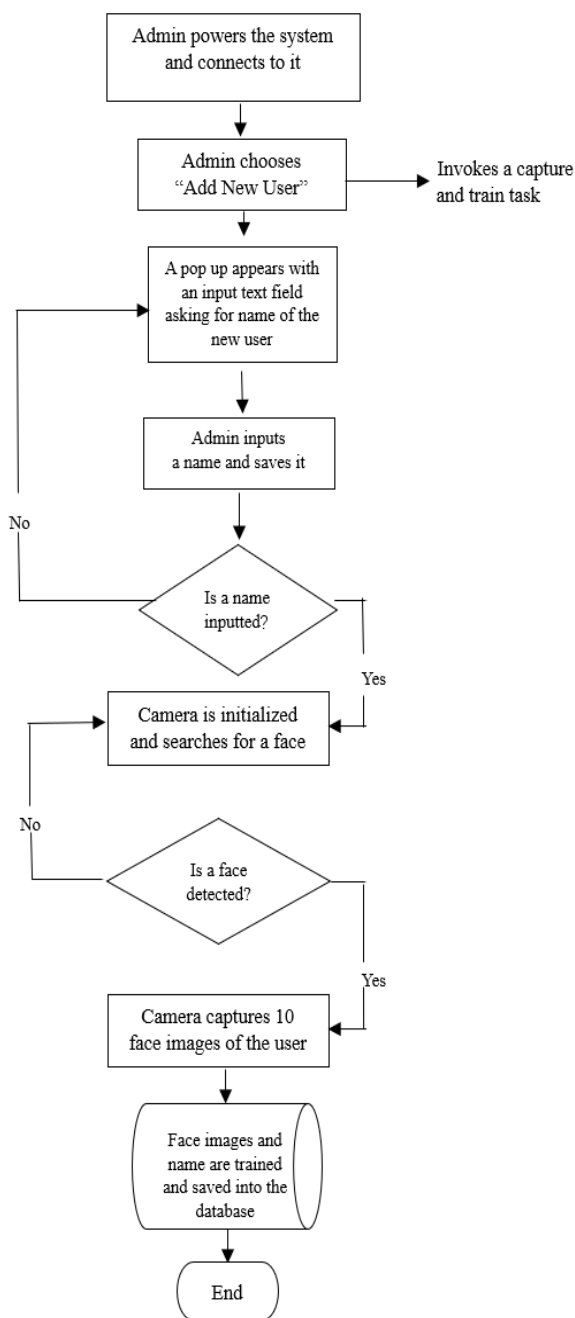 Admin powers the system
and connects to it
Admin chooses
“Add New User”
Invokes a capture
and train task
A pop up appears with
an input text field
asking for name of the
new user
Admin inputs
a name and saves it
No
Is a name
inputted?
Yes
Camera is initialized
and searches for a face
No
Is a face
detected?
Yes
Camera captures 10
face images of the user
Face images and
name are trained
and saved into the
database
End